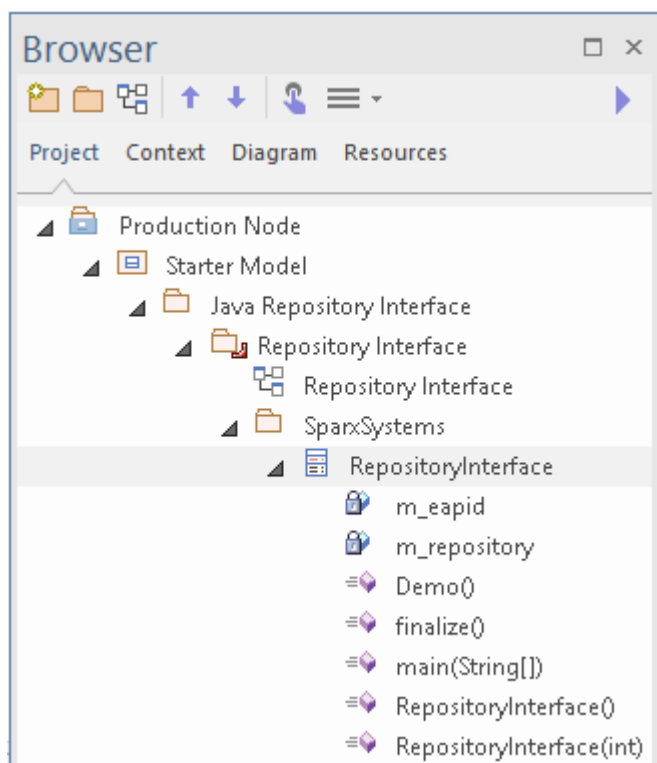 Browser
Project Context Diagram Resources
Production Node
Starter Model
Java Repository Interface
Repository Interface
Repository Interface
SparxSystems
RepositoryInterface
m_eapid
m_repository
Demo()
finalize()
main(String[])
RepositoryInterface()
RepositoryInterface(int)